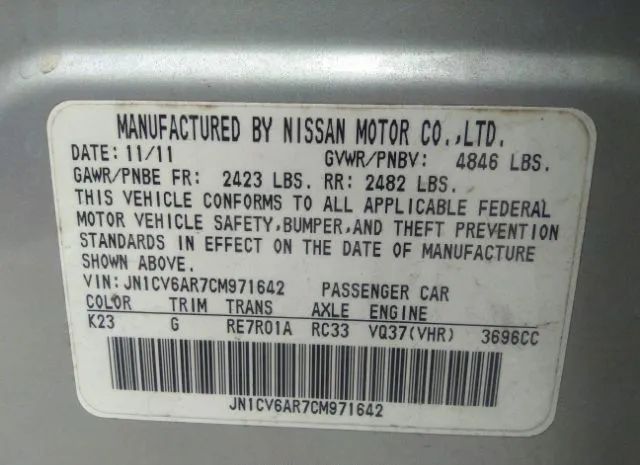 MANUFACTURED BY NISSAN MOTOR CO.,LTD.
DATE: 11/11 GVWR/PNBV: 4846 LBS.
GAWR/PNBE FR: 2423 LBS. RR: 2482 LBS.
THIS VEHICLE CONFORMS TO ALL APPLICABLE FEDERAL
MOTOR VEHICLE SAFETY,BUMPER,AND THEFT PREVENTION
STANDARDS IN EFFECT ON THE DATE OF MANUFACTURE
SHOWN ABOVE.
VIN: JN1CV6AR7CM971642 PASSENGER CAR
COLOR TRIM TRANS AXLE ENGINE
K23 G RE7R01A RC33 VQ37(VHR) 3696CC
JN1CV6AR7CM971642